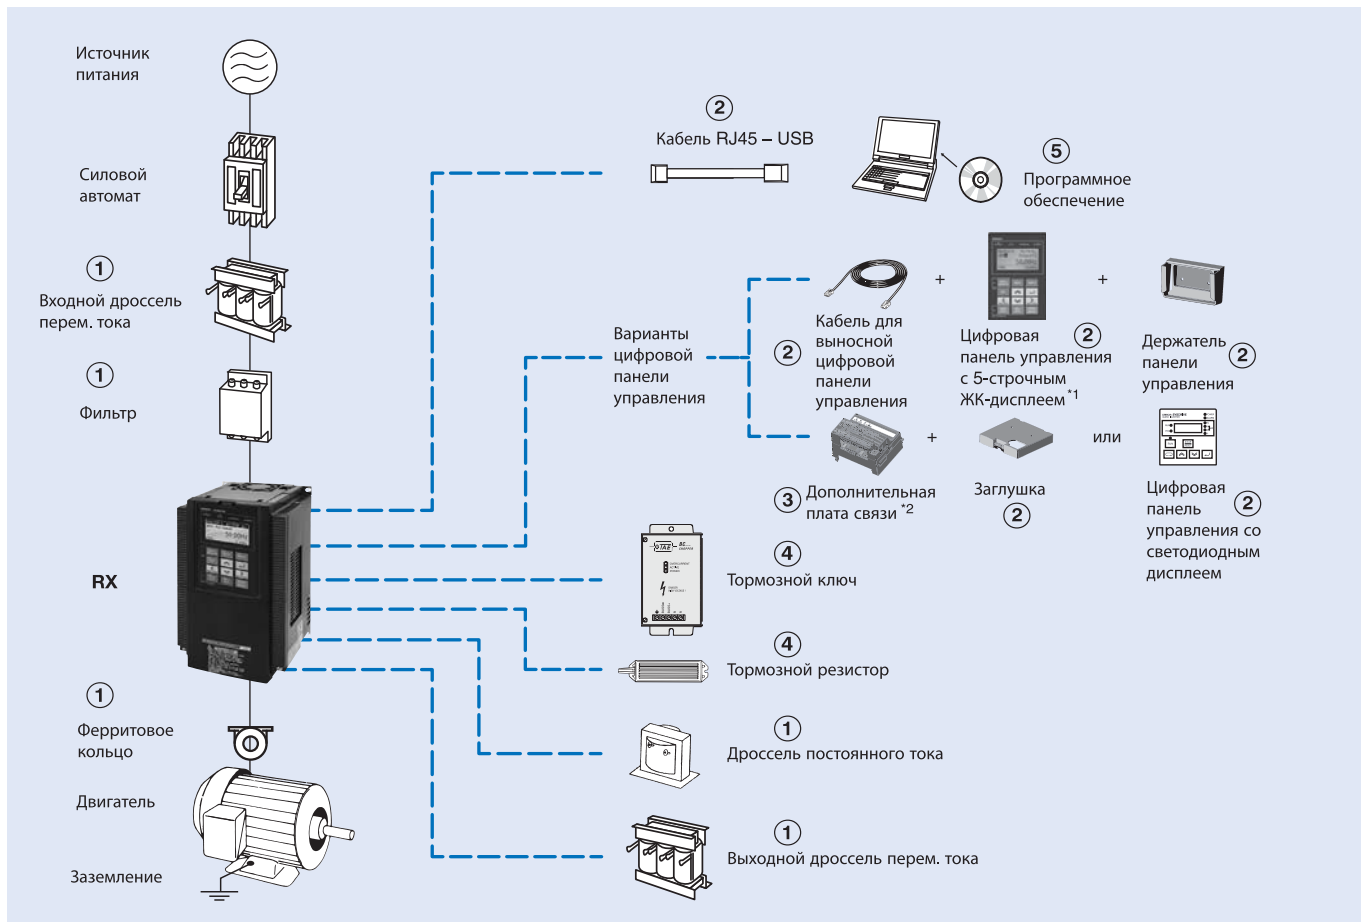 Источник
питания
Силовой
автомат
1
Входной дроссель
перем. тока
1
Фильтр
RX
1
Ферритовое
кольцо
Двигатель
Заземление
2
Кабель RJ45 – USB
5
Программное
обеспечение
Варианты
цифровой
панели
управления
2
Кабель для
выносной
цифровой
панели
управления
+
Цифровая 2
панель управления
с 5-строчным
ЖК-дисплеем *1
+
Держатель
панели 2
управления
3 Дополнительная
плата связи *2
+
Заглушка
2
или
Цифровая
панель 2
управления со
светодиодным
дисплеем
4
Тормозной ключ
4
Тормозной резистор
1
Дроссель постоянного тока
1
Выходной дроссель перем. тока